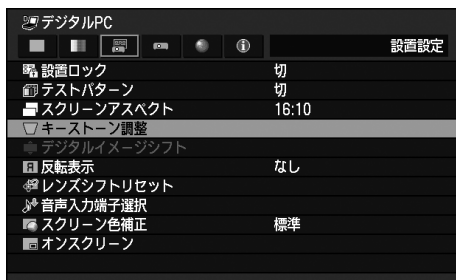 デジタルPC
設置設定
設置ロック 切
テストパターン 切
スクリーンアスペクト 16:10
キーストーン調整
デジタルイメージシフト
反転表示 なし
レンズシフトリセット
音声入力端子選択
スクリーン色補正 標準
オンスクリーン